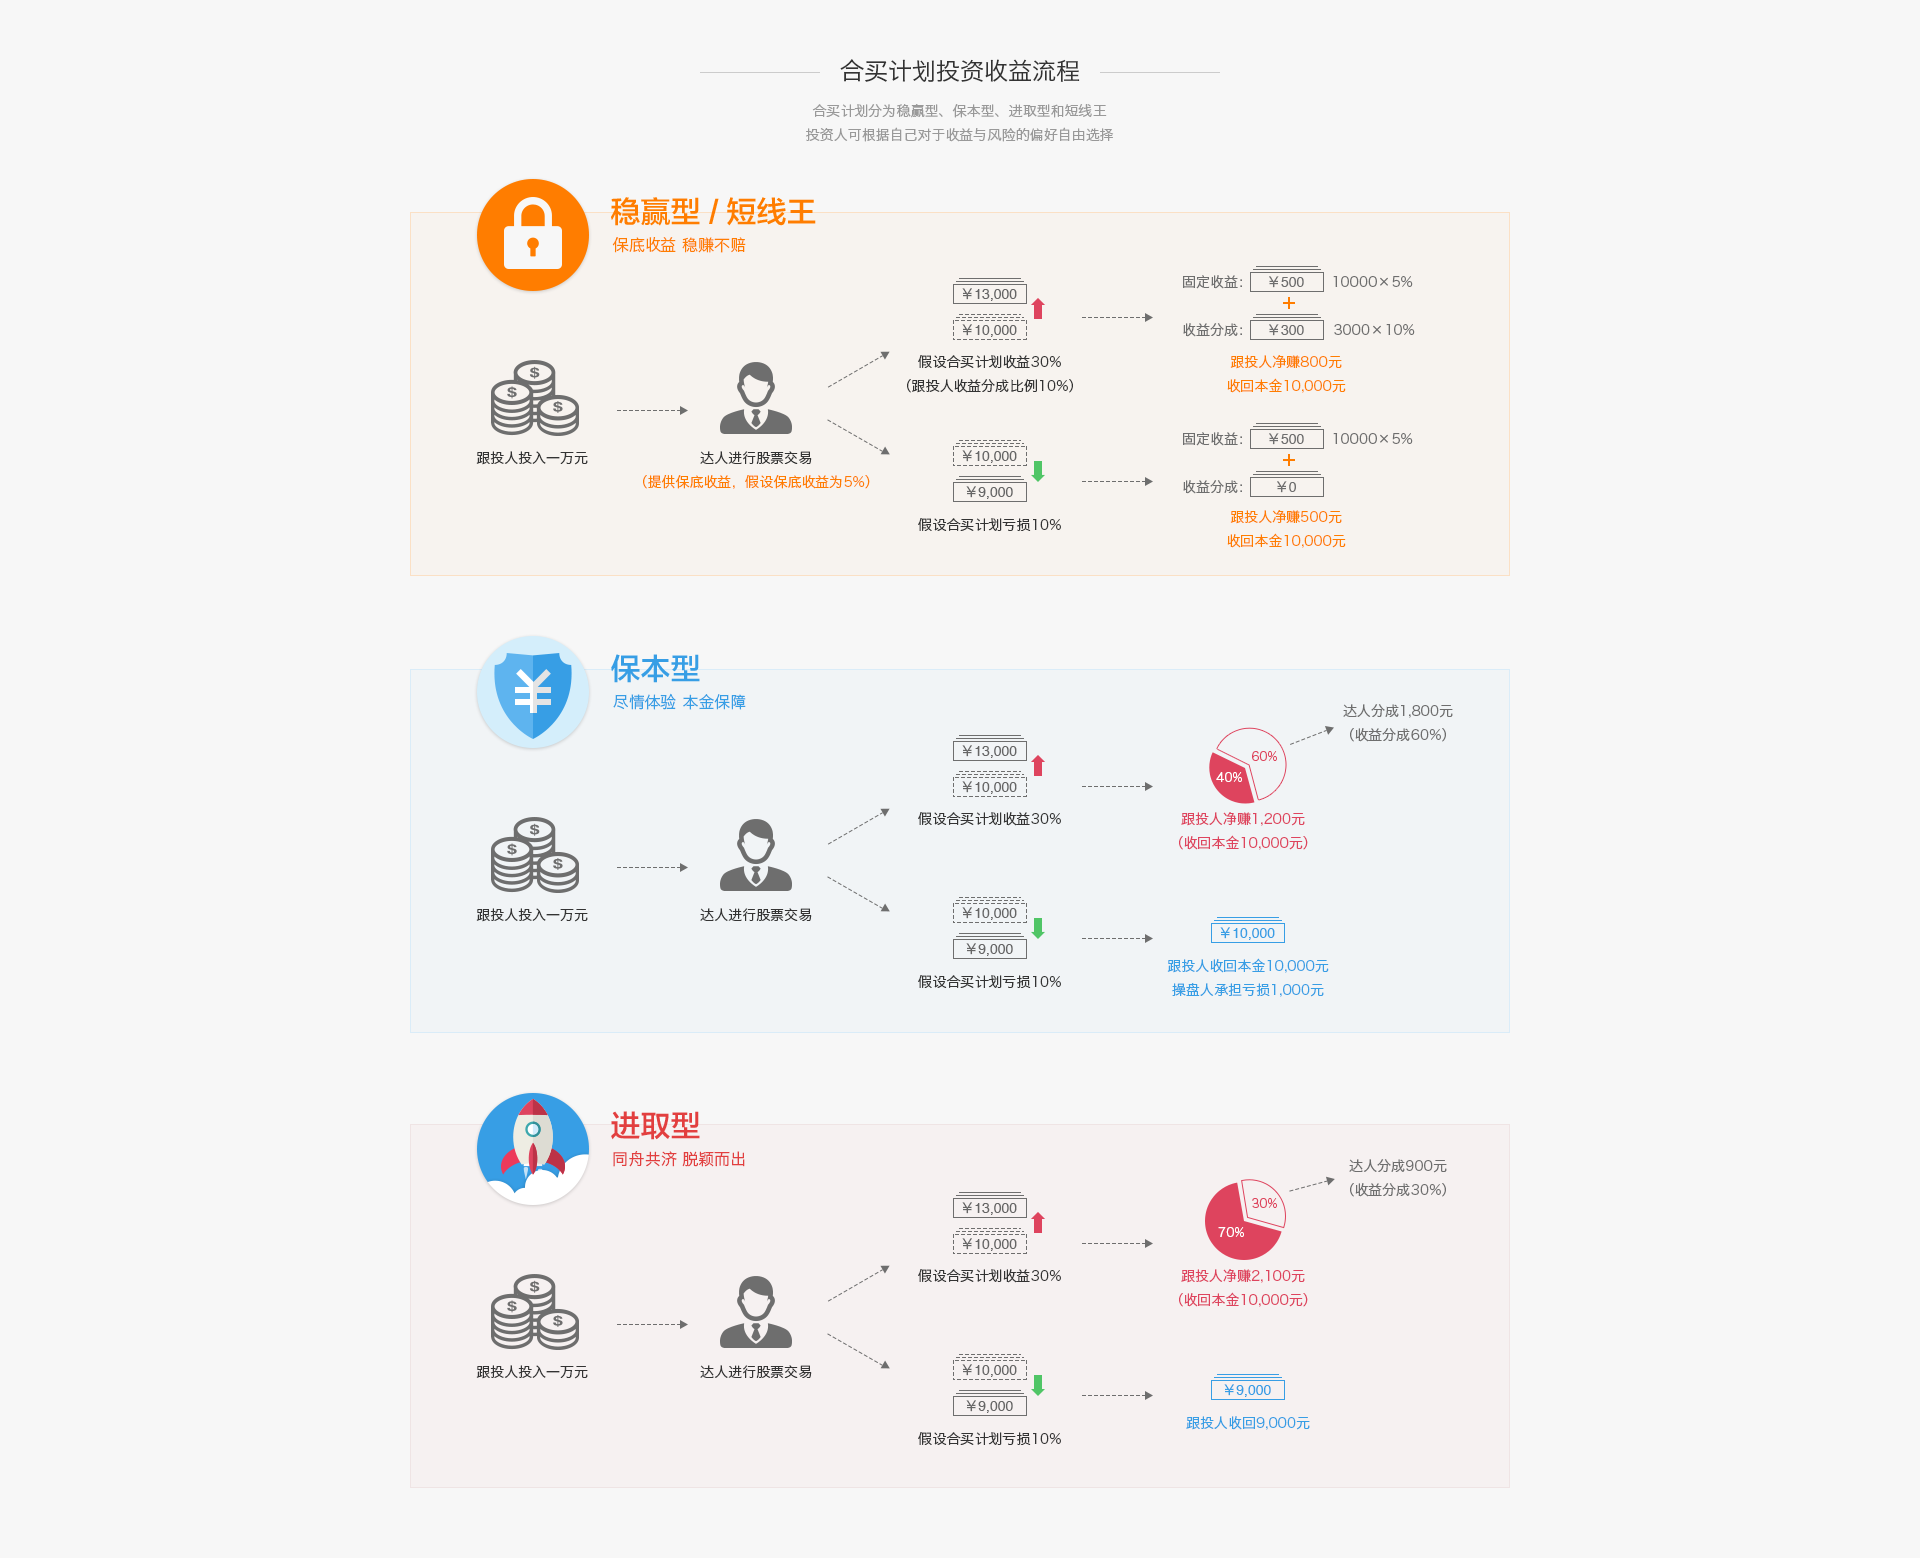 合买计划投资收益流程
合买计划分为稳赢型、保本型、进取型和短线王
投资人可根据自己对于收益与风险的偏好自由选择
稳赢型 / 短线王
保底收益 稳赚不赔
$
$
$
跟投人投入一万元
达人进行股票交易
（提供保底收益，假设保底收益为5%）
￥13,000
￥10,000
假设合买计划收益30%
（跟投人收益分成比例10%）
固定收益： ￥500 10000×5%
+
收益分成： ￥300 3000×10%
跟投人净赚800元
收回本金10,000元
￥10,000
￥9,000
假设合买计划亏损10%
固定收益： ￥500 10000×5%
+
收益分成： ￥0
跟投人净赚500元
收回本金10,000元
¥
保本型
尽情体验 本金保障
$
$
$
跟投人投入一万元
达人进行股票交易
￥13,000
￥10,000
假设合买计划收益30%
60%
40%
达人分成1,800元
（收益分成60%）
跟投人净赚1,200元
（收回本金10,000元）
￥10,000
￥9,000
假设合买计划亏损10%
￥10,000
跟投人收回本金10,000元
操盘人承担亏损1,000元
进取型
同舟共济 脱颖而出
$
$
$
跟投人投入一万元
达人进行股票交易
￥13,000
￥10,000
假设合买计划收益30%
30%
70%
达人分成900元
（收益分成30%）
跟投人净赚2,100元
（收回本金10,000元）
￥10,000
￥9,000
假设合买计划亏损10%
￥9,000
跟投人收回9,000元